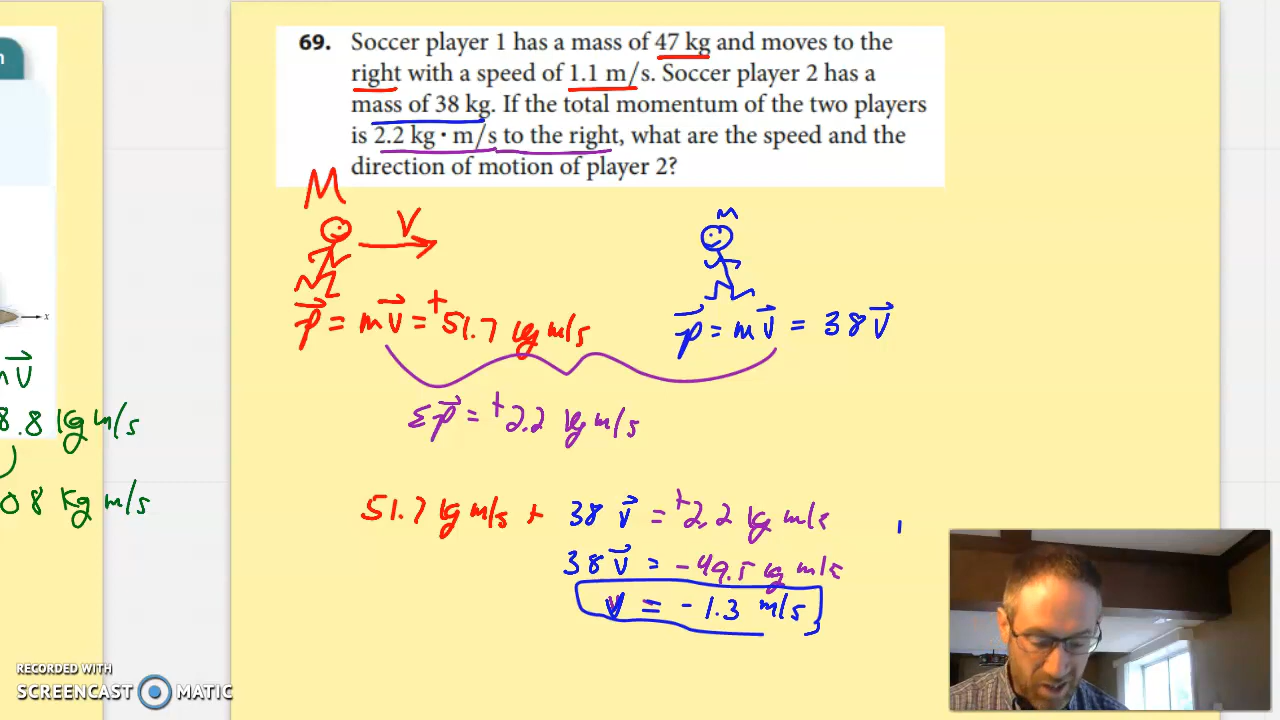 n
69. Soccer player 1 has a mass of 47 kg and moves to the
right with a speed of 1.1 m/s. Soccer player 2 has a
mass of 38 kg. If the total momentum of the two players
is 2.2 kg · m/s to the right, what are the speed and the
direction of motion of player 2?
M
V
M
x
p = mv = +51.7 kg m/s
p = mv = 38 v
mv
8.8 kg m/s
Σp = +2.2 kg m/s
08 kg m/s
51.7 kg m/s + 38 v = +2.2 kg m/s
38 v = -49.5 kg m/s
v = -1.3 m/s
RECORDED WITH
SCREENCAST MATIC